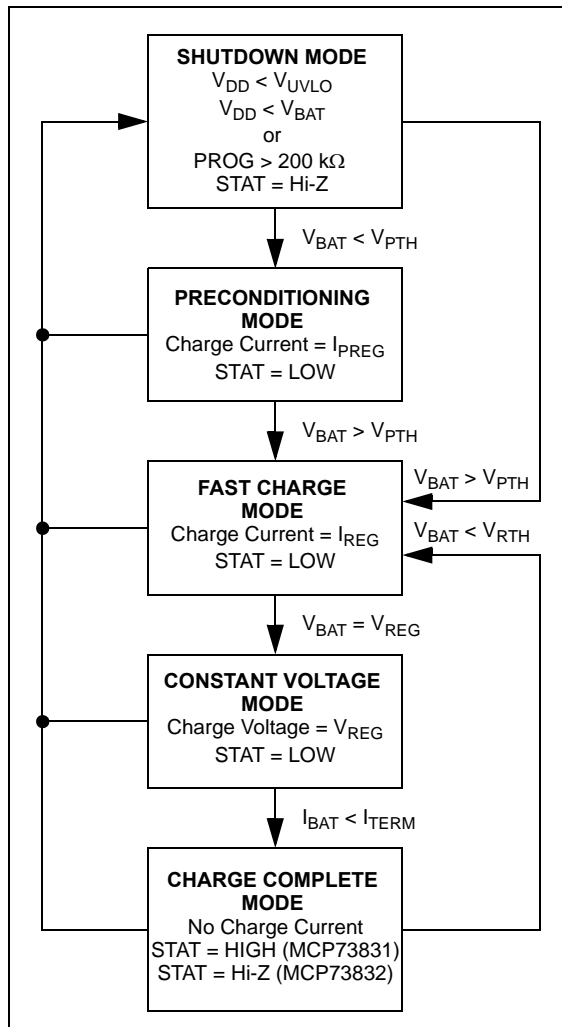 SHUTDOWN MODE
V_DD < V_UVLO
V_DD < V_BAT
or
PROG > 200 kΩ
STAT = Hi-Z
V_BAT < V_PTH
PRECONDITIONING
MODE
Charge Current = I_PREG
STAT = LOW
V_BAT > V_PTH
FAST CHARGE
MODE
Charge Current = I_REG
STAT = LOW
V_BAT > V_PTH
V_BAT < V_RTH
V_BAT = V_REG
CONSTANT VOLTAGE
MODE
Charge Voltage = V_REG
STAT = LOW
I_BAT < I_TERM
CHARGE COMPLETE
MODE
No Charge Current
STAT = HIGH (MCP73831)
STAT = Hi-Z (MCP73832)